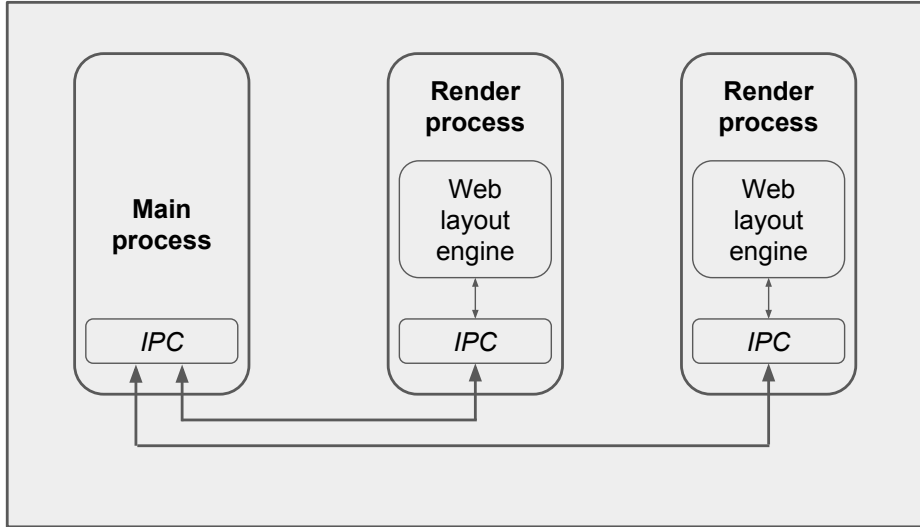 Main
process
IPC
Render
process
Web
layout
engine
IPC
Render
process
Web
layout
engine
IPC